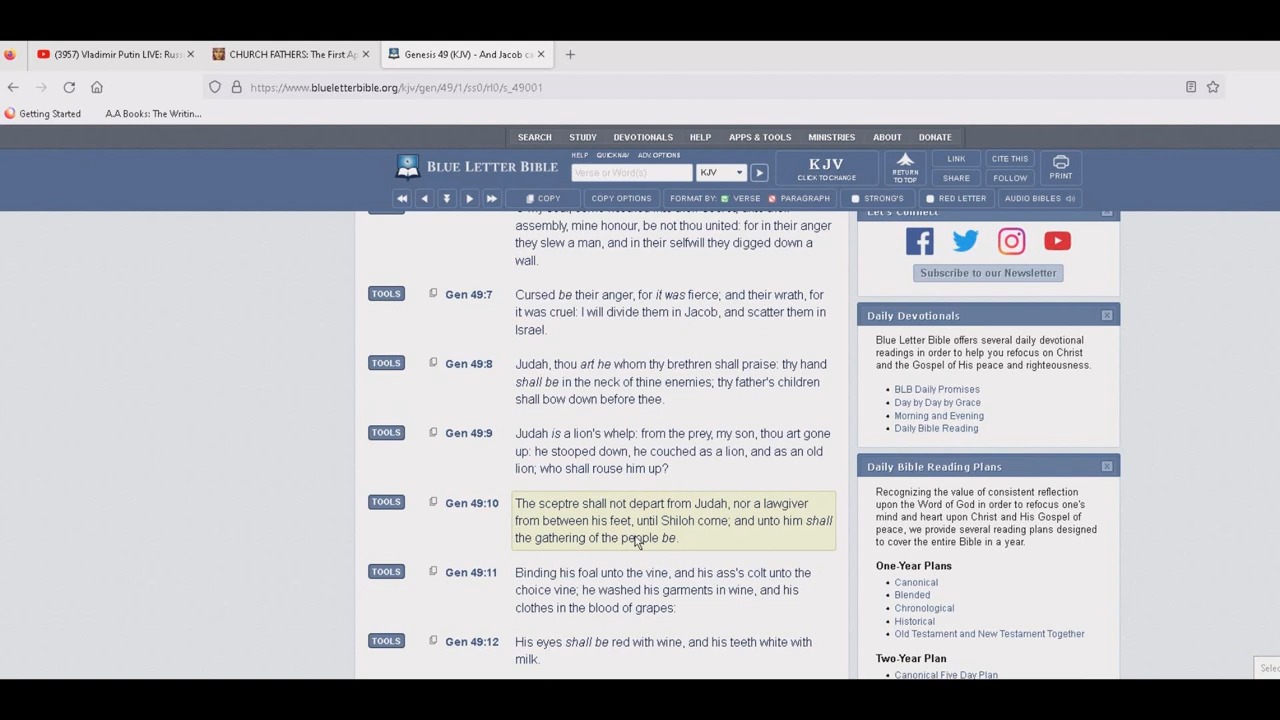 (3957) Vladimir Putin LIVE: Russ
CHURCH FATHERS: The First Ap
Genesis 49 (KJV) - And Jacob ca
https://www.blueletterbible.org/kjv/gen/49/1/ss0/rl0/s_49001
Getting Started
A.A Books: The Writin...
SEARCH STUDY DEVOTIONALS HELP APPS & TOOLS MINISTRIES ABOUT DONATE
BLUE LETTER BIBLE
HELP QUICKNAV ADV OPTIONS
Verse or Word(s)
KJV
KJV
CLICK TO CHANGE
RETURN
TO TOP
LINK
CITE THIS
SHARE
FOLLOW
PRINT
COPY
COPY OPTIONS
FORMAT BY: VERSE PARAGRAPH
STRONG'S
RED LETTER
AUDIO BIBLES
assembly, mine honour, be not thou united: for in their anger
they slew a man, and in their selfwill they digged down a
wall.
TOOLS
Gen 49:7
Cursed be their anger, for it was fierce; and their wrath, for
it was cruel: I will divide them in Jacob, and scatter them in
Israel.
TOOLS
Gen 49:8
Judah, thou art he whom thy brethren shall praise: thy hand
shall be in the neck of thine enemies; thy father's children
shall bow down before thee.
TOOLS
Gen 49:9
Judah is a lion's whelp: from the prey, my son, thou art gone
up: he stooped down, he couched as a lion, and as an old
lion; who shall rouse him up?
TOOLS
Gen 49:10
The sceptre shall not depart from Judah, nor a lawgiver
from between his feet, until Shiloh come; and unto him shall
the gathering of the people be.
TOOLS
Gen 49:11
Binding his foal unto the vine, and his ass's colt unto the
choice vine; he washed his garments in wine, and his
clothes in the blood of grapes:
TOOLS
Gen 49:12
His eyes shall be red with wine, and his teeth white with
milk.
Let's Connect
Subscribe to our Newsletter
Daily Devotionals
Blue Letter Bible offers several daily devotional
readings in order to help you refocus on Christ
and the Gospel of His peace and righteousness.
BLB Daily Promises
Day by Day by Grace
Morning and Evening
Daily Bible Reading
Daily Bible Reading Plans
Recognizing the value of consistent reflection
upon the Word of God in order to refocus one's
mind and heart upon Christ and His Gospel of
peace, we provide several reading plans designed
to cover the entire Bible in a year.
One-Year Plans
Canonical
Blended
Chronological
Historical
Old Testament and New Testament Together
Two-Year Plan
Canonical Five Day Plan
Selec